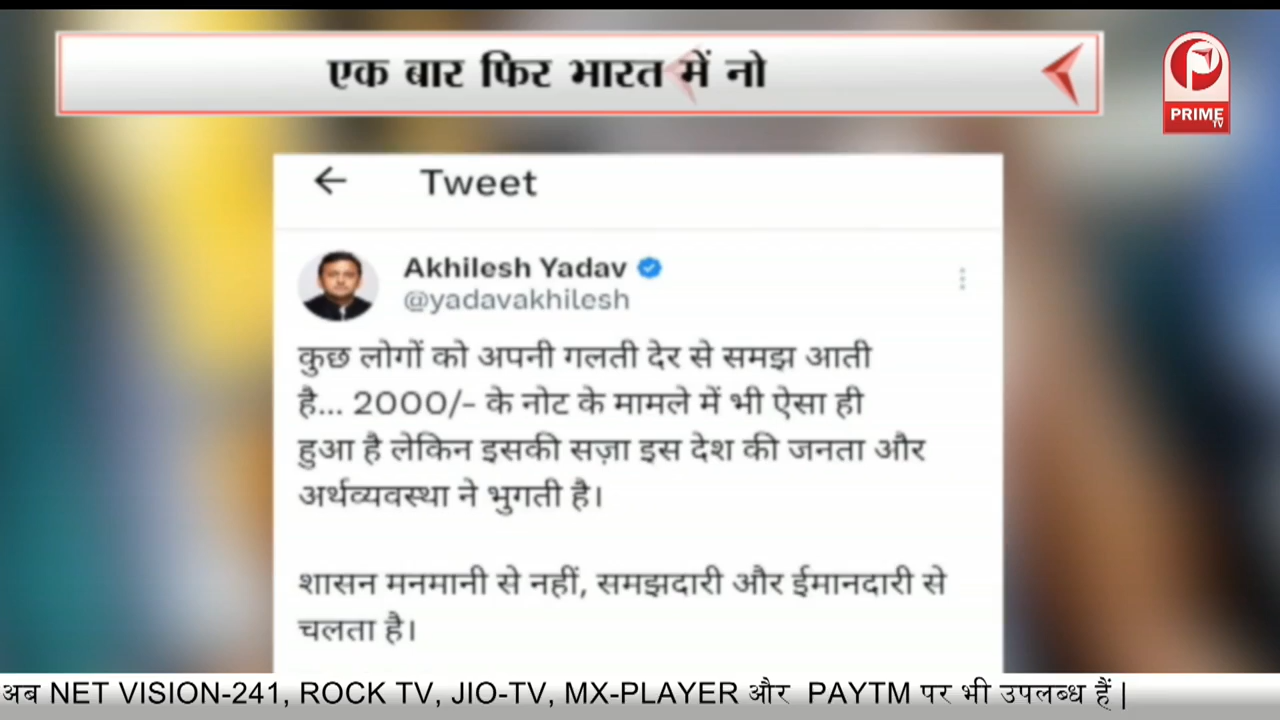 एक बार फिर भारत में नो
PRIME
TV
Tweet
Akhilesh Yadav
@yadavakhilesh
कुछ लोगों को अपनी गलती देर से समझ आती
है... 2000/- के नोट के मामले में भी ऐसा ही
हुआ है लेकिन इसकी सज़ा इस देश की जनता और
अर्थव्यवस्था ने भुगती है।
शासन मनमानी से नहीं, समझदारी और ईमानदारी से
चलता है।
अब NET VISION-241, ROCK TV, JIO-TV, MX-PLAYER और PAYTM पर भी उपलब्ध हैं |